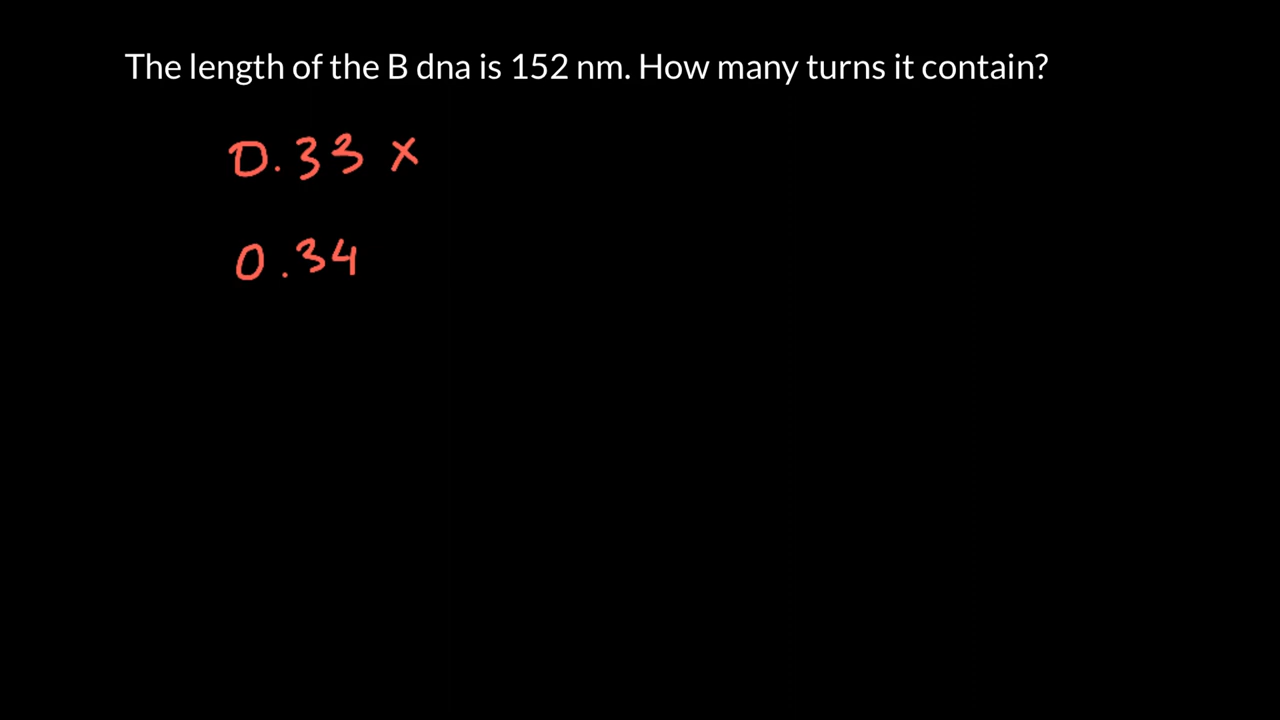 The length of the B dna is 152 nm. How many turns it contain?
0.33 x
0.34